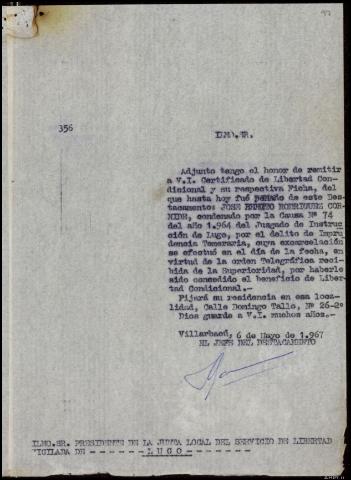 356
ILMO.SR.
Adjunto tengo el honor de remitir
a V.I. Certificado de Libertad Con-
dicional y su respectiva Ficha, del
que hasta hoy fué penado de este Des-
tacamento: JOSE RODRIGUEZ COR-
condenado por la Causa Nº 74
del año 1.964 del Juzgado de Instruc
ción de Lugo, por el delito de Impru
dencia Temeraria, cuya excarcelación
se efectuó en el día de la fecha, en
virtud de la orden Telegráfica reci
bida de la Superioridad, por haberle
sido concedido el beneficio de Liber
tad Condicional.-
Fijará su residencia en esa loca-
lidad, Calle Domingo Tallo, Nº 26-2º
Dios guarde a V.I. muchos años.-
Villarbacú, 6 de Mayo de 1.967
EL JEFE DEL DESTACAMENTO
ILMO.SR. PRESIDENTE DE LA JUNTA LOCAL DEL SERVICIO DE LIBERTAD
VIGILADA DE - - - - - - - LUGO - - - - - - - -